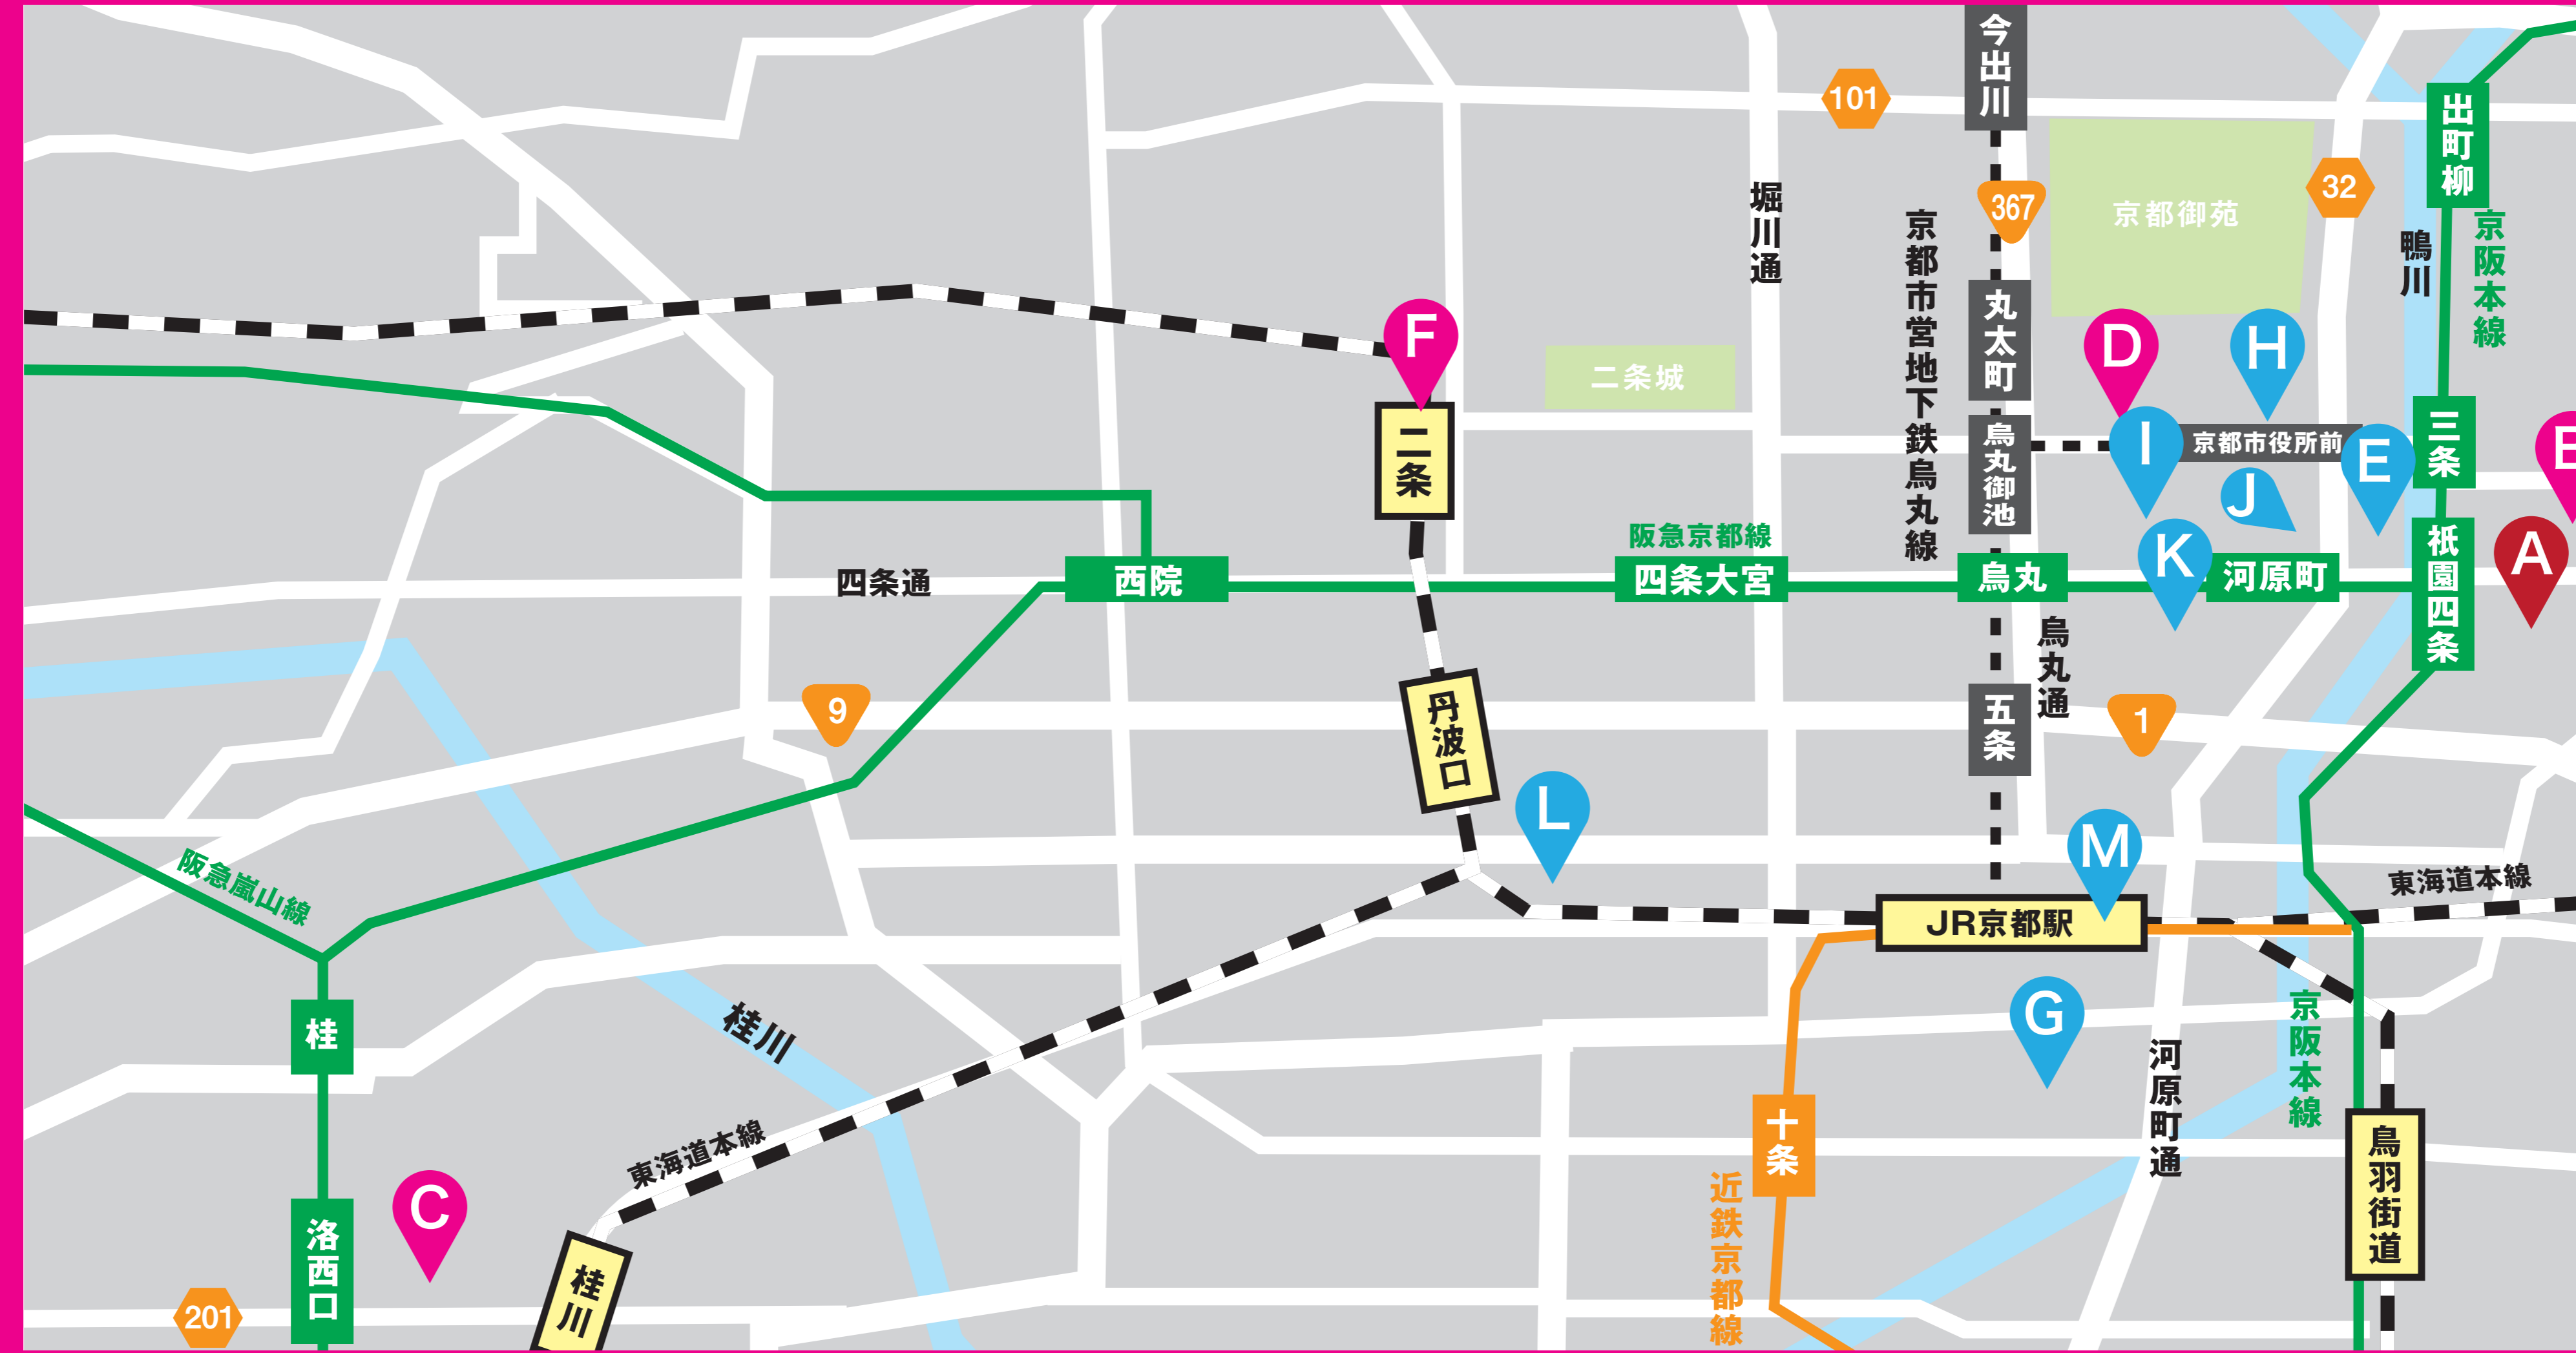 今出川
101
出町柳
32
367
堀川通
京都市営地下鉄烏丸線
京都御苑
鴨川
京阪本線
丸太町
F
D
H
二条城
二条
烏丸御池
I
京都市役所前
E
三条
J
A
K
祇園四条
阪急京都線
四条通
西院
四条大宮
烏丸
河原町
烏丸通
9
五条
1
丹波口
L
M
阪急嵐山線
東海道本線
JR京都駅
桂
桂川
G
京阪本線
河原町通
十条
東海道本線
鳥羽街道
C
近鉄京都線
洛西口
桂川
201